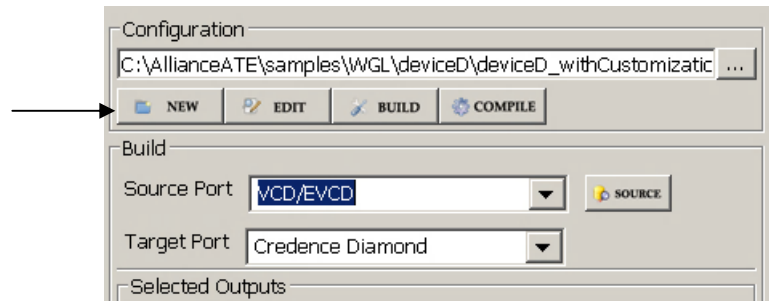 Configuration
C:\AllianceATE\samples\WGL\deviceD\deviceD_withCustomizatic ...
NEW EDIT BUILD COMPILE
Build
Source Port VCD/EVCD SOURCE
Target Port Credence Diamond
Selected Outputs